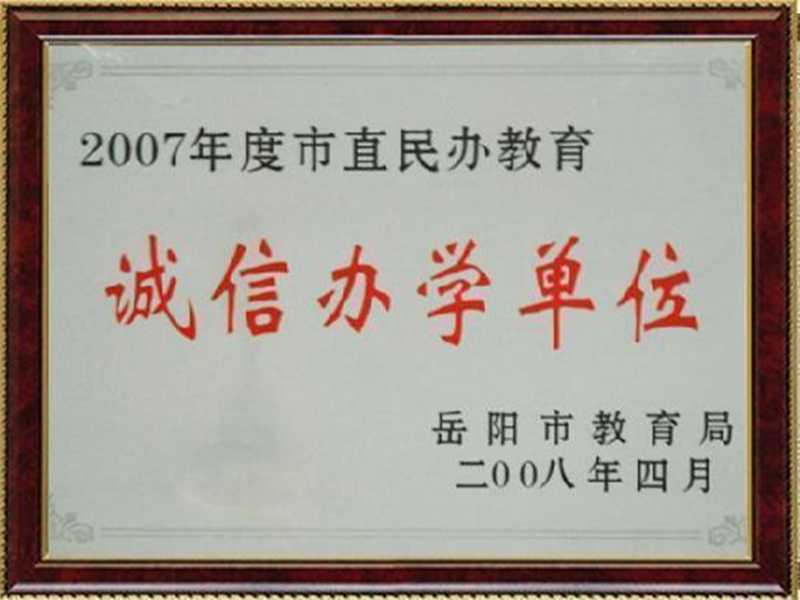 2007年度市直民办教育
诚信办学单位
岳阳市教育局
二00八年四月